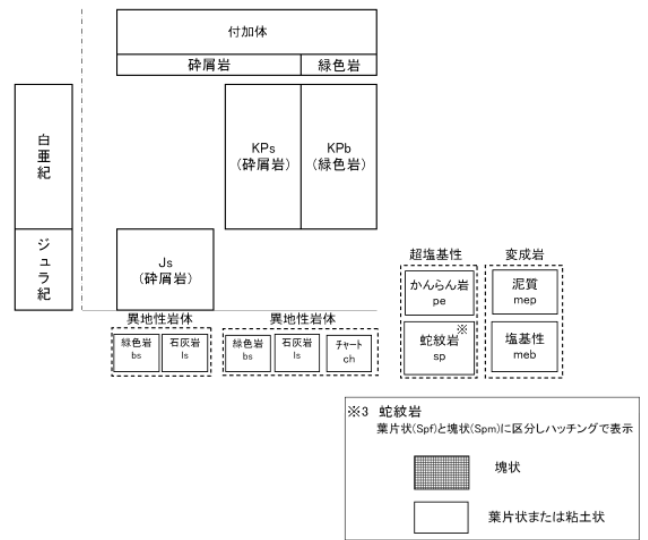 付加体
砕屑岩
緑色岩
白亜紀
KPs
(砕屑岩)
KPb
(緑色岩)
ジュラ紀
Js
(砕屑岩)
超塩基性
変成岩
かんらん岩
pe
泥質
mep
※
蛇紋岩
sp
塩基性
meb
異地性岩体
異地性岩体
緑色岩
bs
石灰岩
ls
緑色岩
bs
石灰岩
ls
チャート
ch
※3 蛇紋岩
葉片状(Spf)と塊状(Spm)に区分しハッチングで表示
塊状
葉片状または粘土状